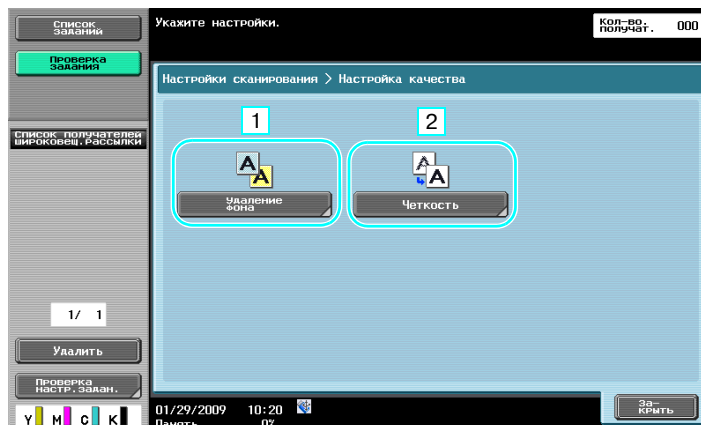 Список
заданий
Укажите настройки.
Кол-во.
получат.
000
Проверка
задания
Настройки сканирования > Настройка качества
Список получателей
широковещ.рассылки
1
2
A
A
A
A
Удаление
фона
Четкость
1/ 1
Удалить
Проверка
настр.задан.
За-
крыть
Y M C K
01/29/2009 10:20
Память 0%